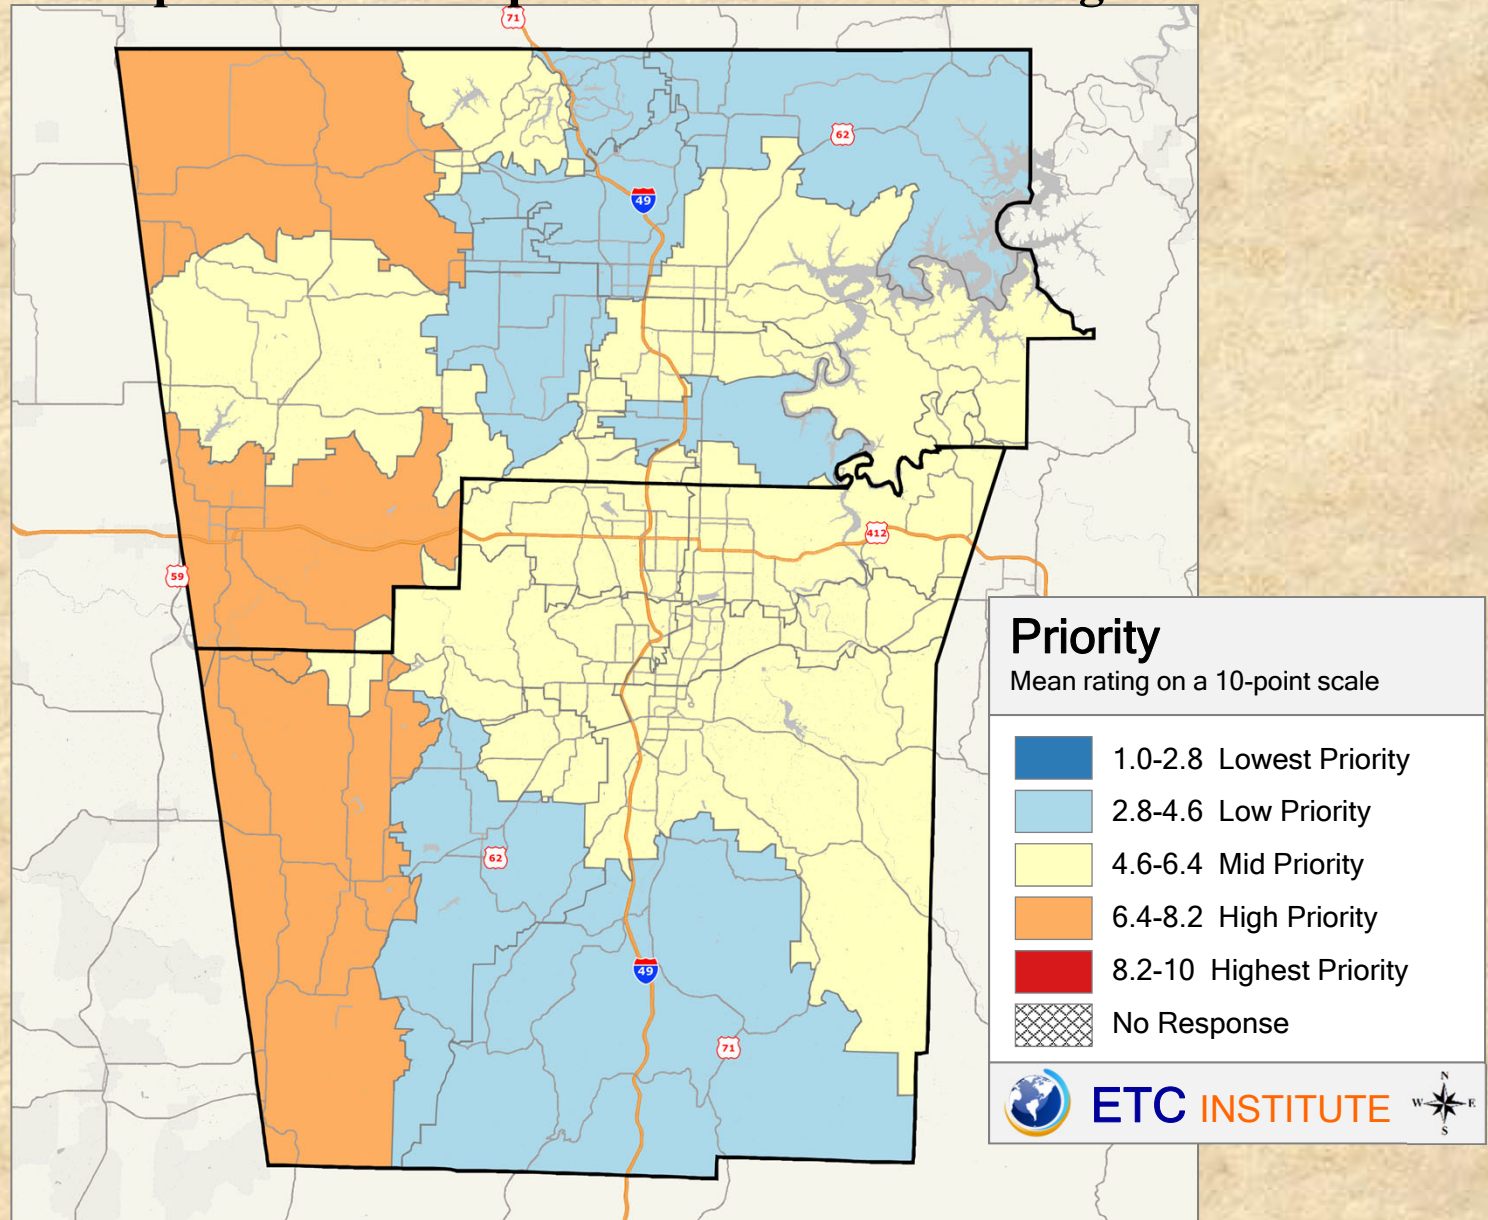 71
62
49
412
59
62
49
71
Priority
Mean rating on a 10-point scale
1.0-2.8 Lowest Priority
2.8-4.6 Low Priority
4.6-6.4 Mid Priority
6.4-8.2 High Priority
8.2-10 Highest Priority
No Response
ETC INSTITUTE
N
W E
S